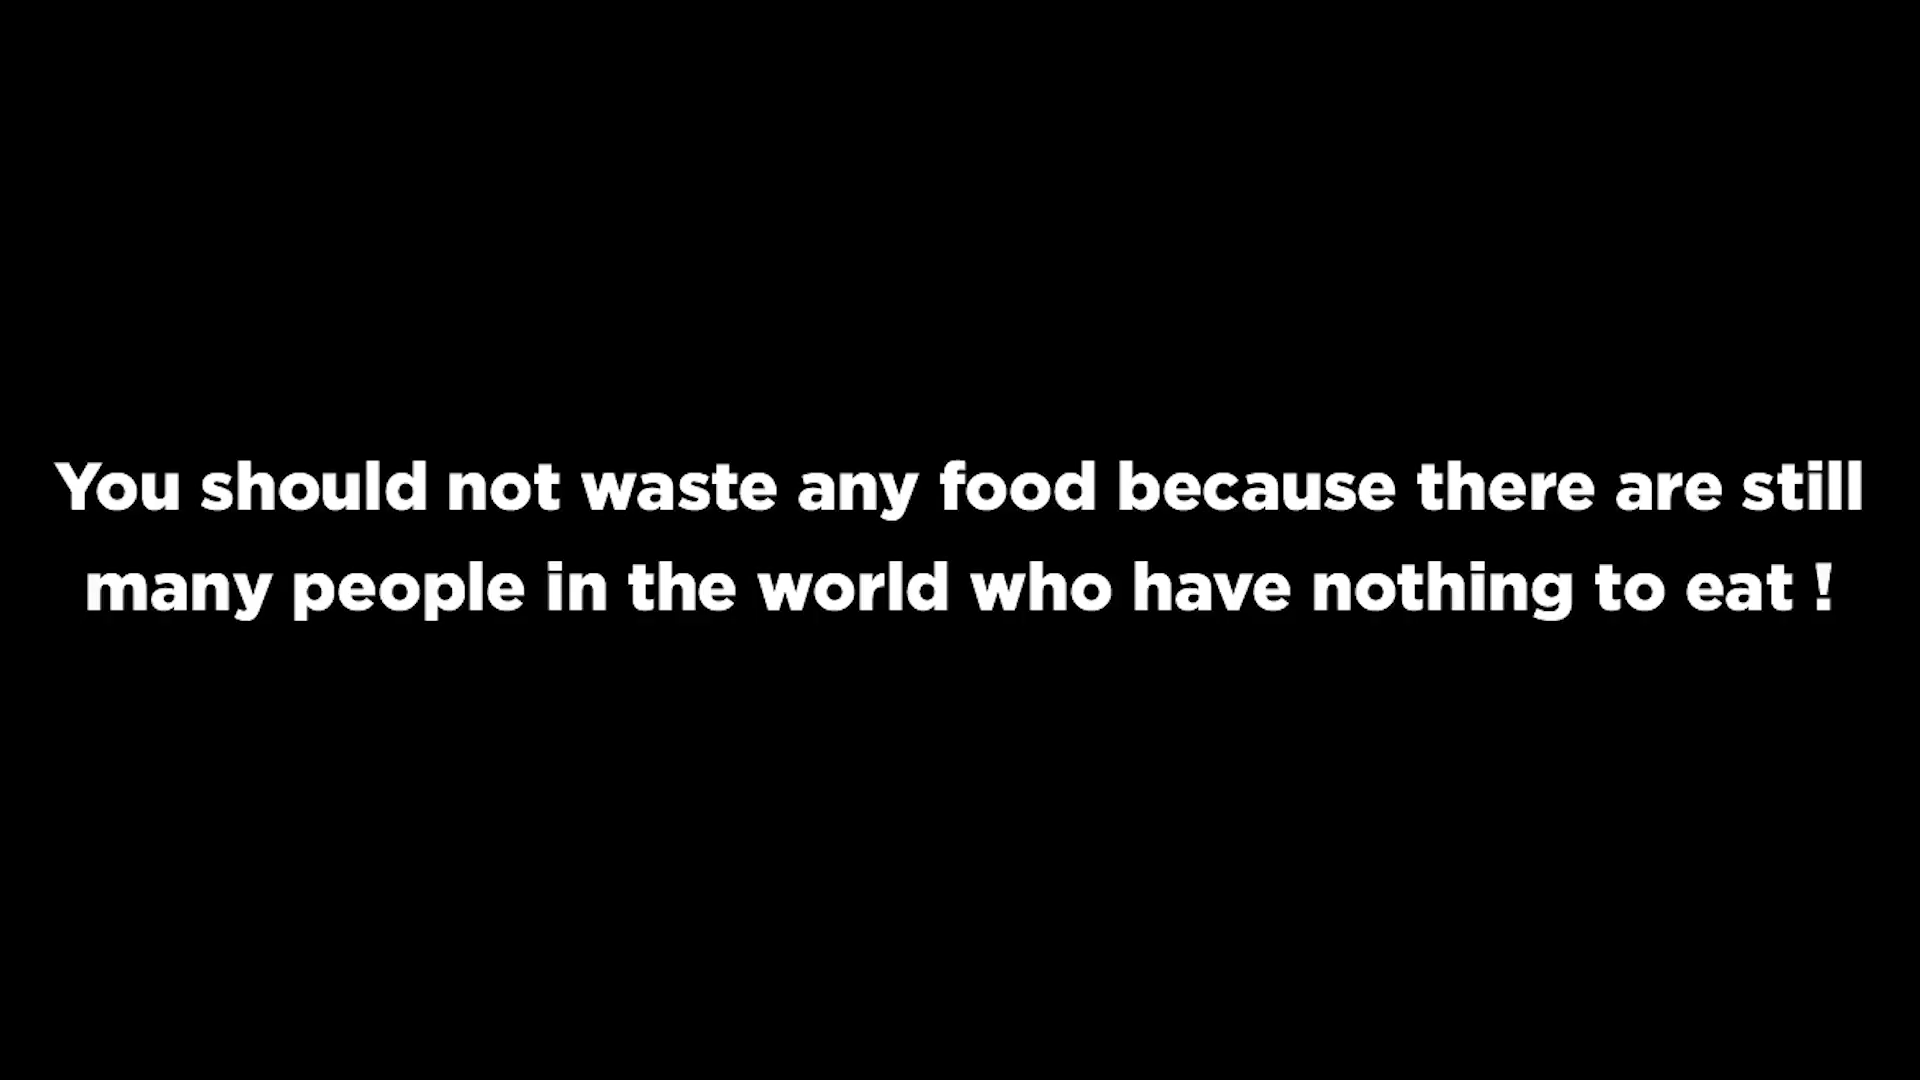 You should not waste any food because there are still
many people in the world who have nothing to eat !